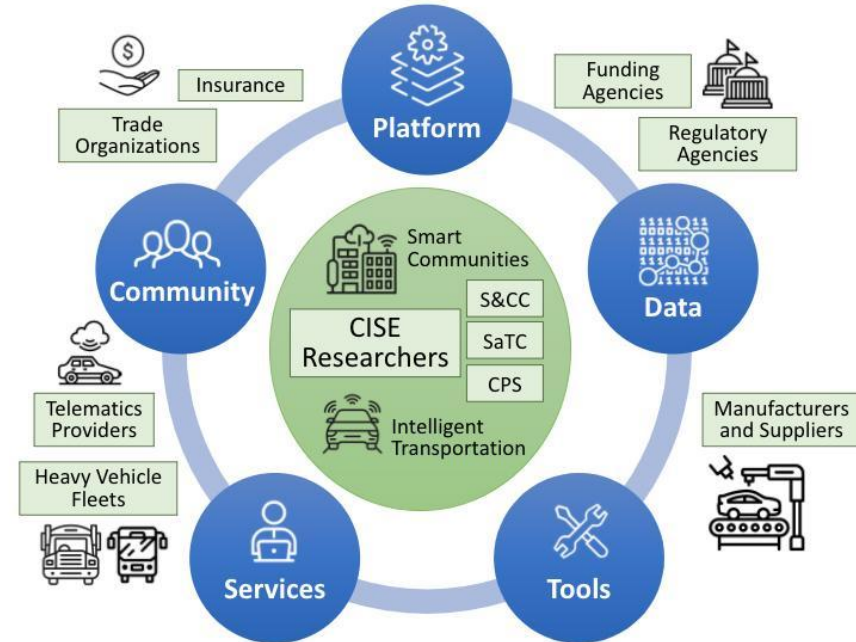 Platform
Insurance
Trade
Organizations
Funding
Agencies
Regulatory
Agencies
Community
Smart
Communities
S&CC
CISE
Researchers
SaTC
CPS
Intelligent
Transportation
Data
Telematics
Providers
Heavy Vehicle
Fleets
Manufacturers
and Suppliers
Services
Tools